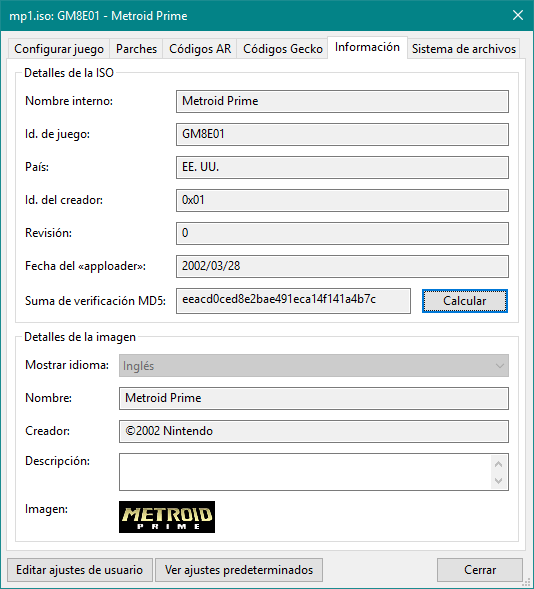 mp1.iso: GM8E01 - Metroid Prime
Configurar juego Parches Códigos AR Códigos Gecko Información Sistema de archivos
Detalles de la ISO
Nombre interno: Metroid Prime
Id. de juego: GM8E01
País: EE. UU.
Id. del creador: 0x01
Revisión: 0
Fecha del «apploader»: 2002/03/28
Suma de verificación MD5: eeacd0ced8e2bae491eca14f141a4b7c Calcular
Detalles de la imagen
Mostrar idioma: Inglés
Nombre: Metroid Prime
Creador: ©2002 Nintendo
Descripción:
Imagen: METROID
PRIME
Editar ajustes de usuario Ver ajustes predeterminados Cerrar